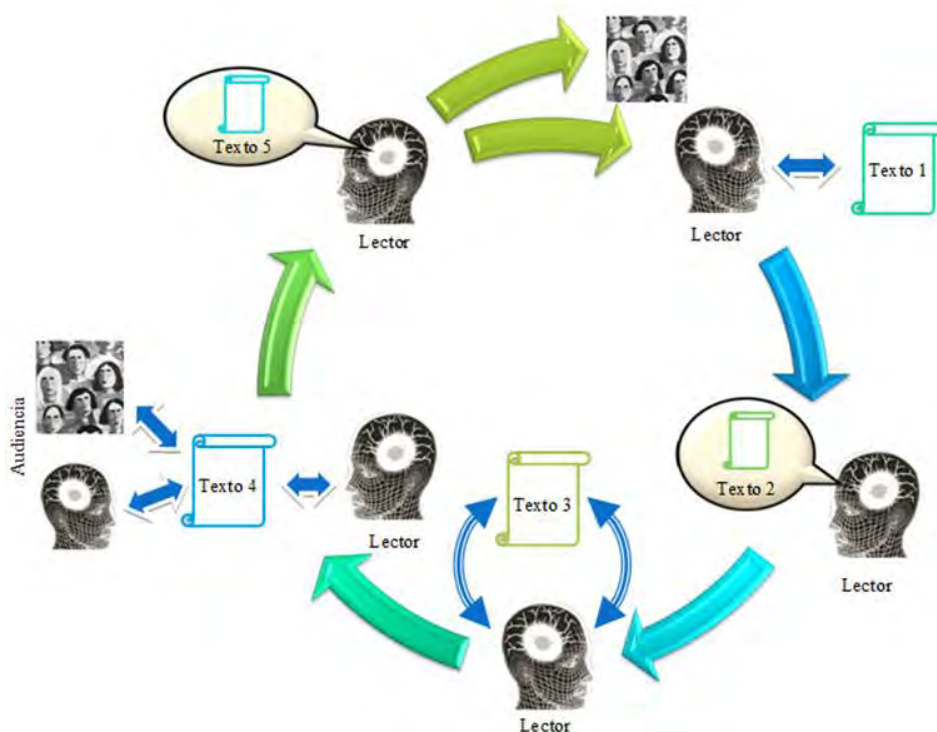 Texto 5
Lector
Texto 1
Lector
Audiencia
Texto 4
Lector
Texto 3
Texto 2
Lector
Lector